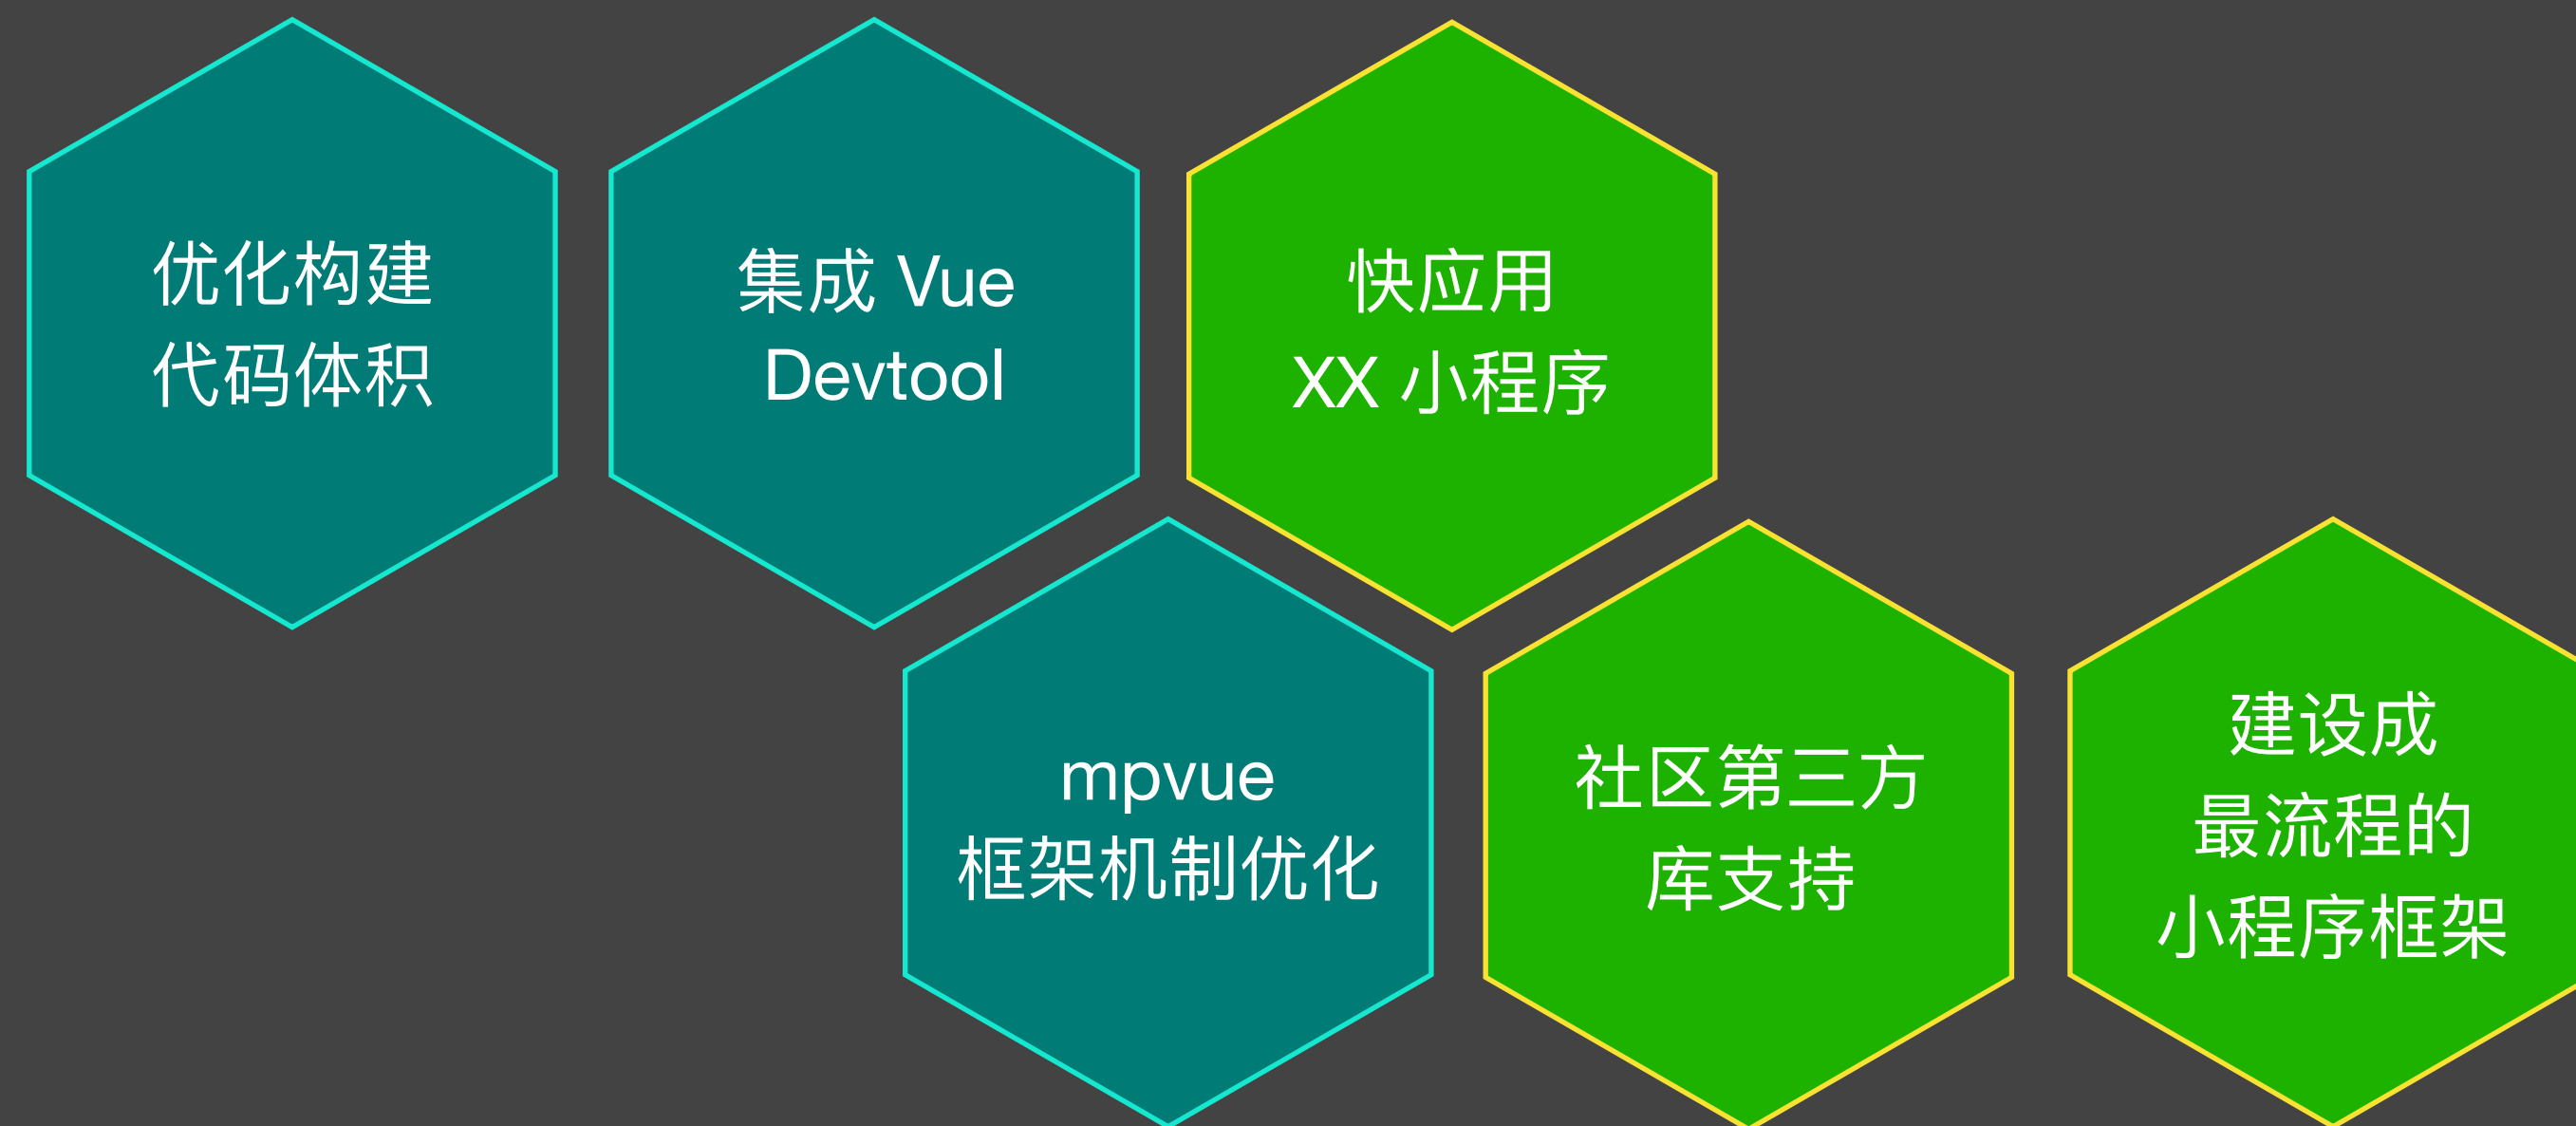 优化构建
代码体积
集成 Vue
Devtool
快应用
XX 小程序
mpvue
框架机制优化
社区第三方
库支持
建设成
最流程的
小程序框架